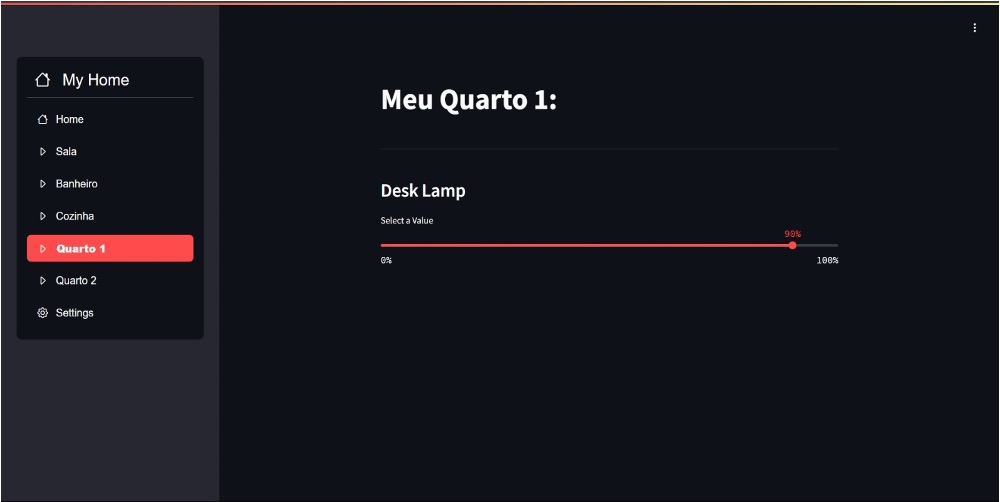 My Home
Home
Sala
Banheiro
Cozinha
Quarto 1
Quarto 2
Settings
Meu Quarto 1:
Desk Lamp
Select a Value
90%
0%
100%